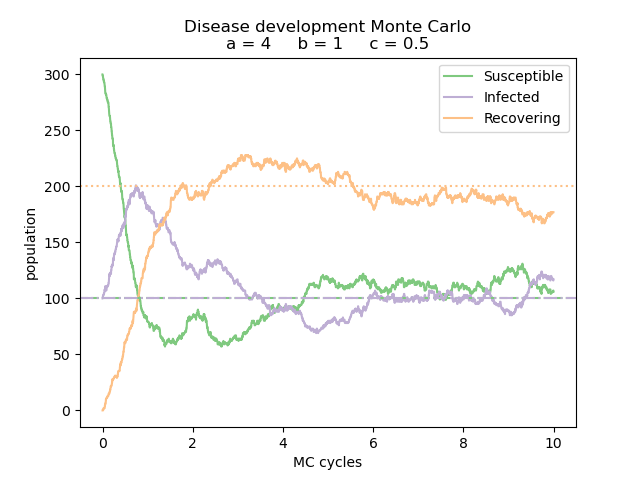 Disease development Monte Carlo
a = 4 b = 1 c = 0.5
300
250
200
150
100
50
0
population
Susceptible
Infected
Recovering
0 2 4 6 8 10
MC cycles